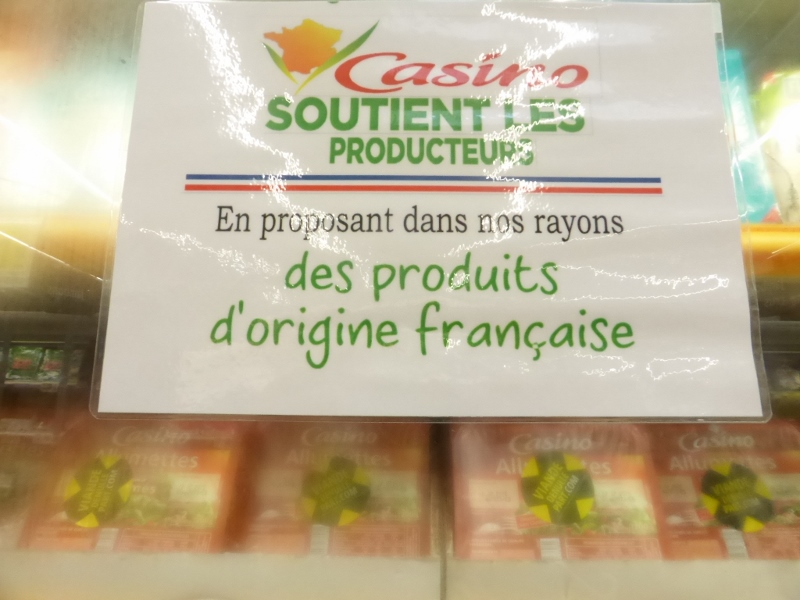 Casino
SOUTIENT LES
PRODUCTEURS
En proposant dans nos rayons
des produits
d'origine française
Casino
Allumettes
Casino
Allumettes
Casino
Allumettes
Casino
Allumettes